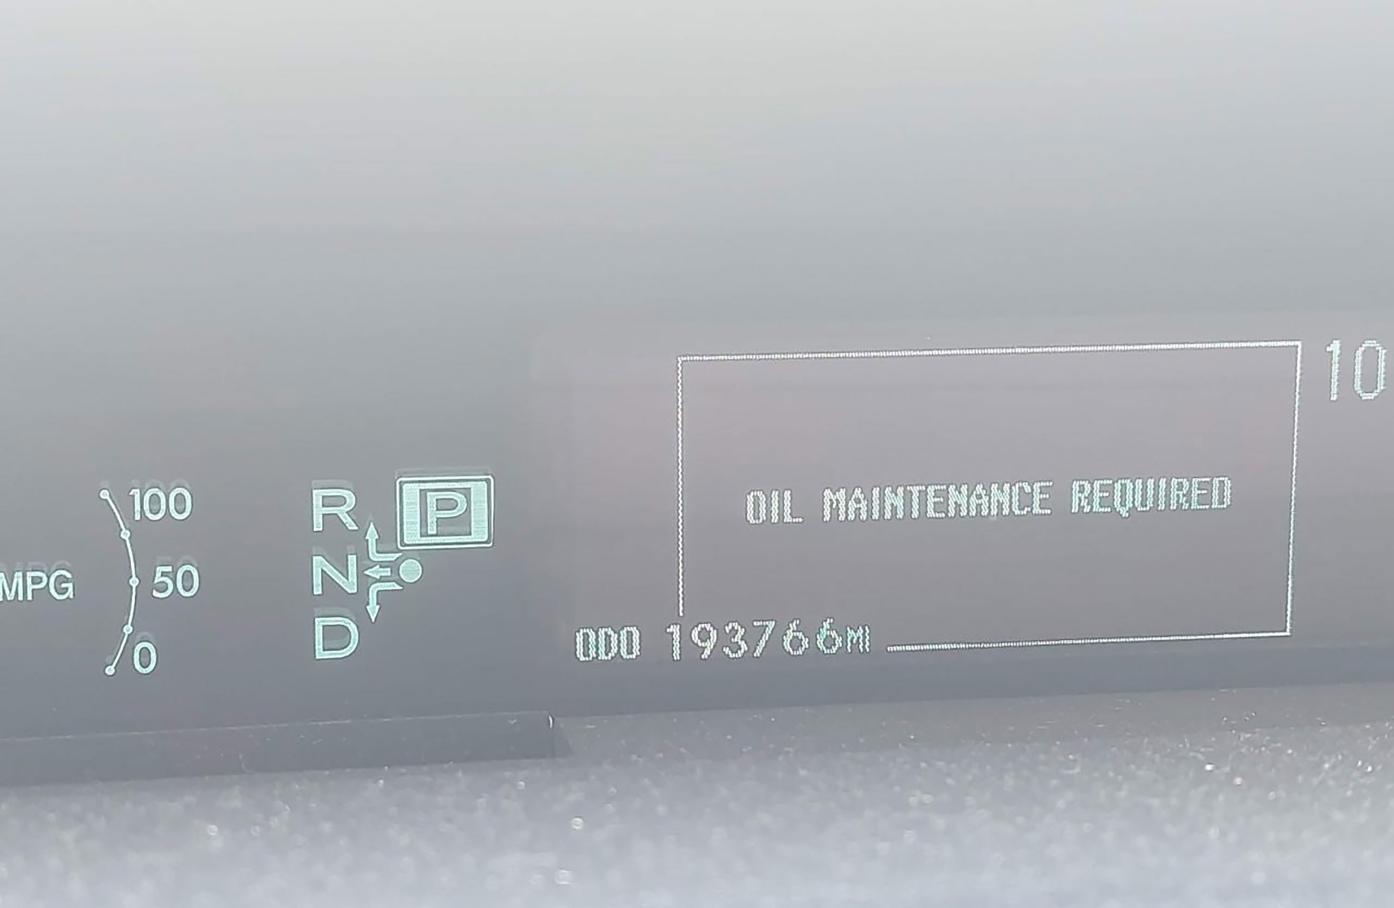 10
OIL MAINTENANCE REQUIRED
ODO 193766MI
MPG
100
50
0
R
N
D
P